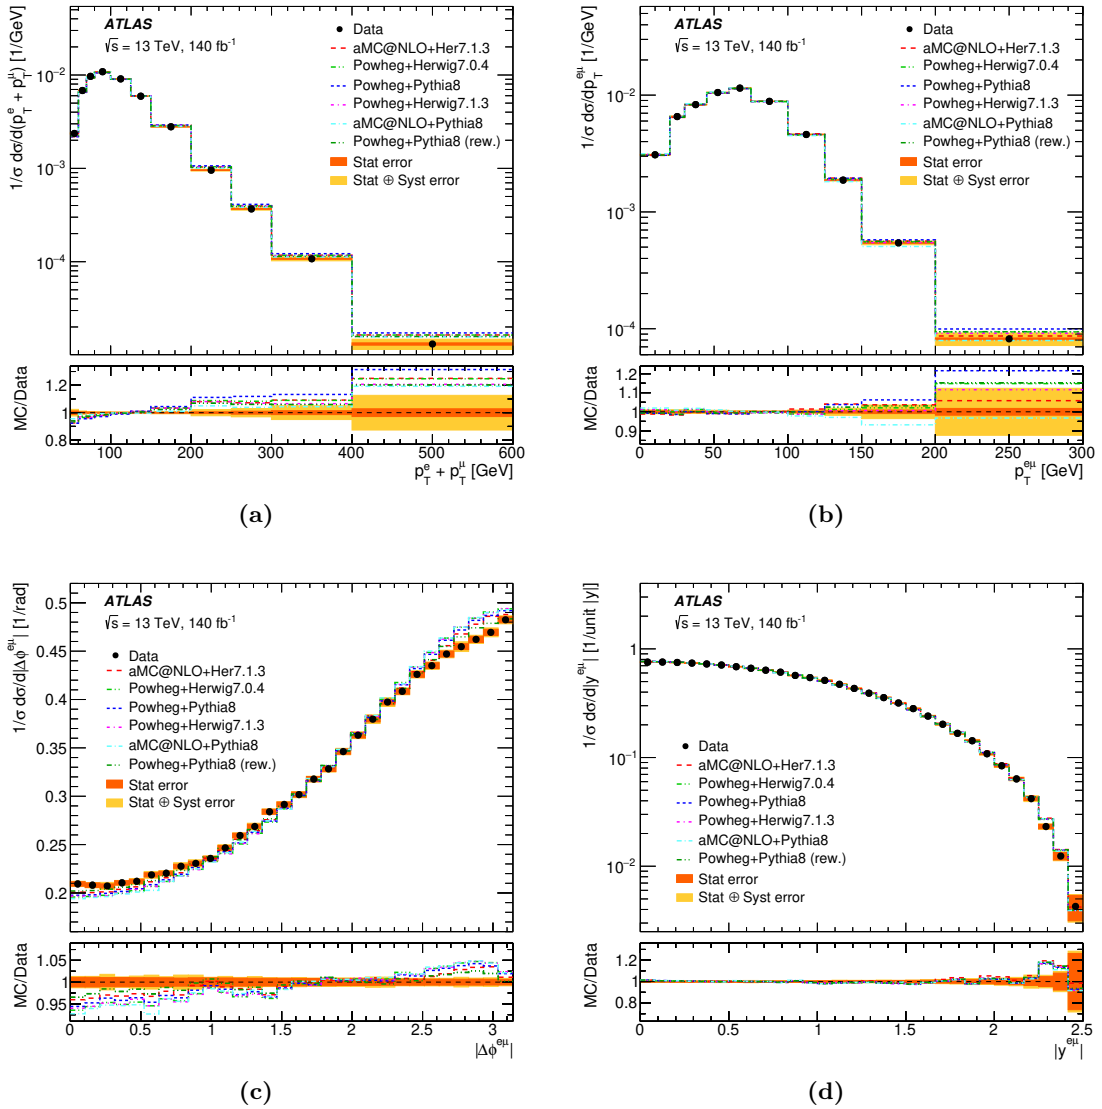 1/σ dσ/d(p_T^e + p_T^μ) [1/GeV]
ATLAS
√s = 13 TeV, 140 fb⁻¹
Data
aMC@NLO+Her7.1.3
Powheg+Herwig7.0.4
Powheg+Pythia8
Powheg+Herwig7.1.3
aMC@NLO+Pythia8
Powheg+Pythia8 (rew.)
Stat error
Stat ⊕ Syst error
10⁻²
10⁻³
10⁻⁴
MC/Data
1.2
1
0.8
100 200 300 400 500 600
p_T^e + p_T^μ [GeV]
(a)
1/σ dσ/dp_T^eμ [1/GeV]
ATLAS
√s = 13 TeV, 140 fb⁻¹
Data
aMC@NLO+Her7.1.3
Powheg+Herwig7.0.4
Powheg+Pythia8
Powheg+Herwig7.1.3
aMC@NLO+Pythia8
Powheg+Pythia8 (rew.)
Stat error
Stat ⊕ Syst error
10⁻²
10⁻³
10⁻⁴
MC/Data
1.2
1.1
1
0.9
0 50 100 150 200 250 300
p_T^eμ [GeV]
(b)
1/σ dσ/d|Δϕ^eμ| [1/rad]
ATLAS
√s = 13 TeV, 140 fb⁻¹
Data
aMC@NLO+Her7.1.3
Powheg+Herwig7.0.4
Powheg+Pythia8
Powheg+Herwig7.1.3
aMC@NLO+Pythia8
Powheg+Pythia8 (rew.)
Stat error
Stat ⊕ Syst error
0.5
0.45
0.4
0.35
0.3
0.25
0.2
MC/Data
1.05
1
0.95
0 0.5 1 1.5 2 2.5 3
|Δϕ^eμ|
(c)
1/σ dσ/d|y^eμ| [1/unit |y|]
ATLAS
√s = 13 TeV, 140 fb⁻¹
Data
aMC@NLO+Her7.1.3
Powheg+Herwig7.0.4
Powheg+Pythia8
Powheg+Herwig7.1.3
aMC@NLO+Pythia8
Powheg+Pythia8 (rew.)
Stat error
Stat ⊕ Syst error
1
10⁻¹
10⁻²
MC/Data
1.2
1
0.8
0 0.5 1 1.5 2 2.5
|y^eμ|
(d)